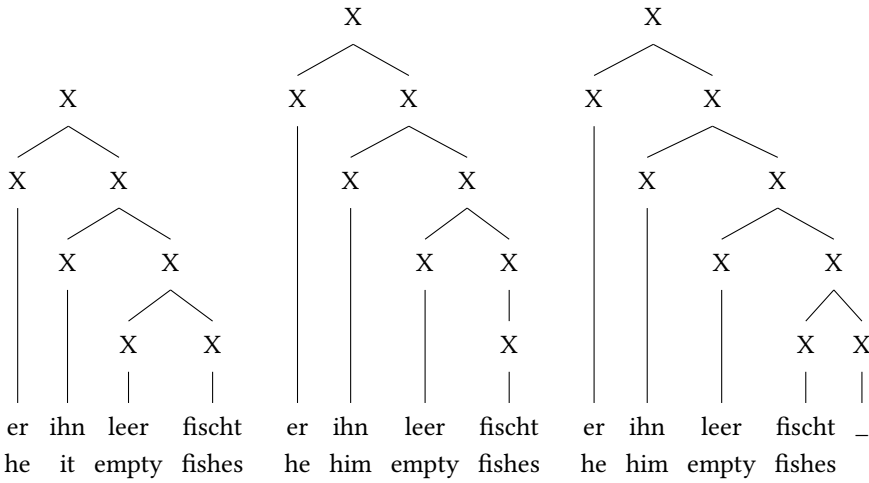 X X
X X X X X
X X X X X X
X X X X X X
X X X X X
er ihn leer fischt er ihn leer fischt er ihn leer fischt _
he it empty fishes he him empty fishes he him empty fishes